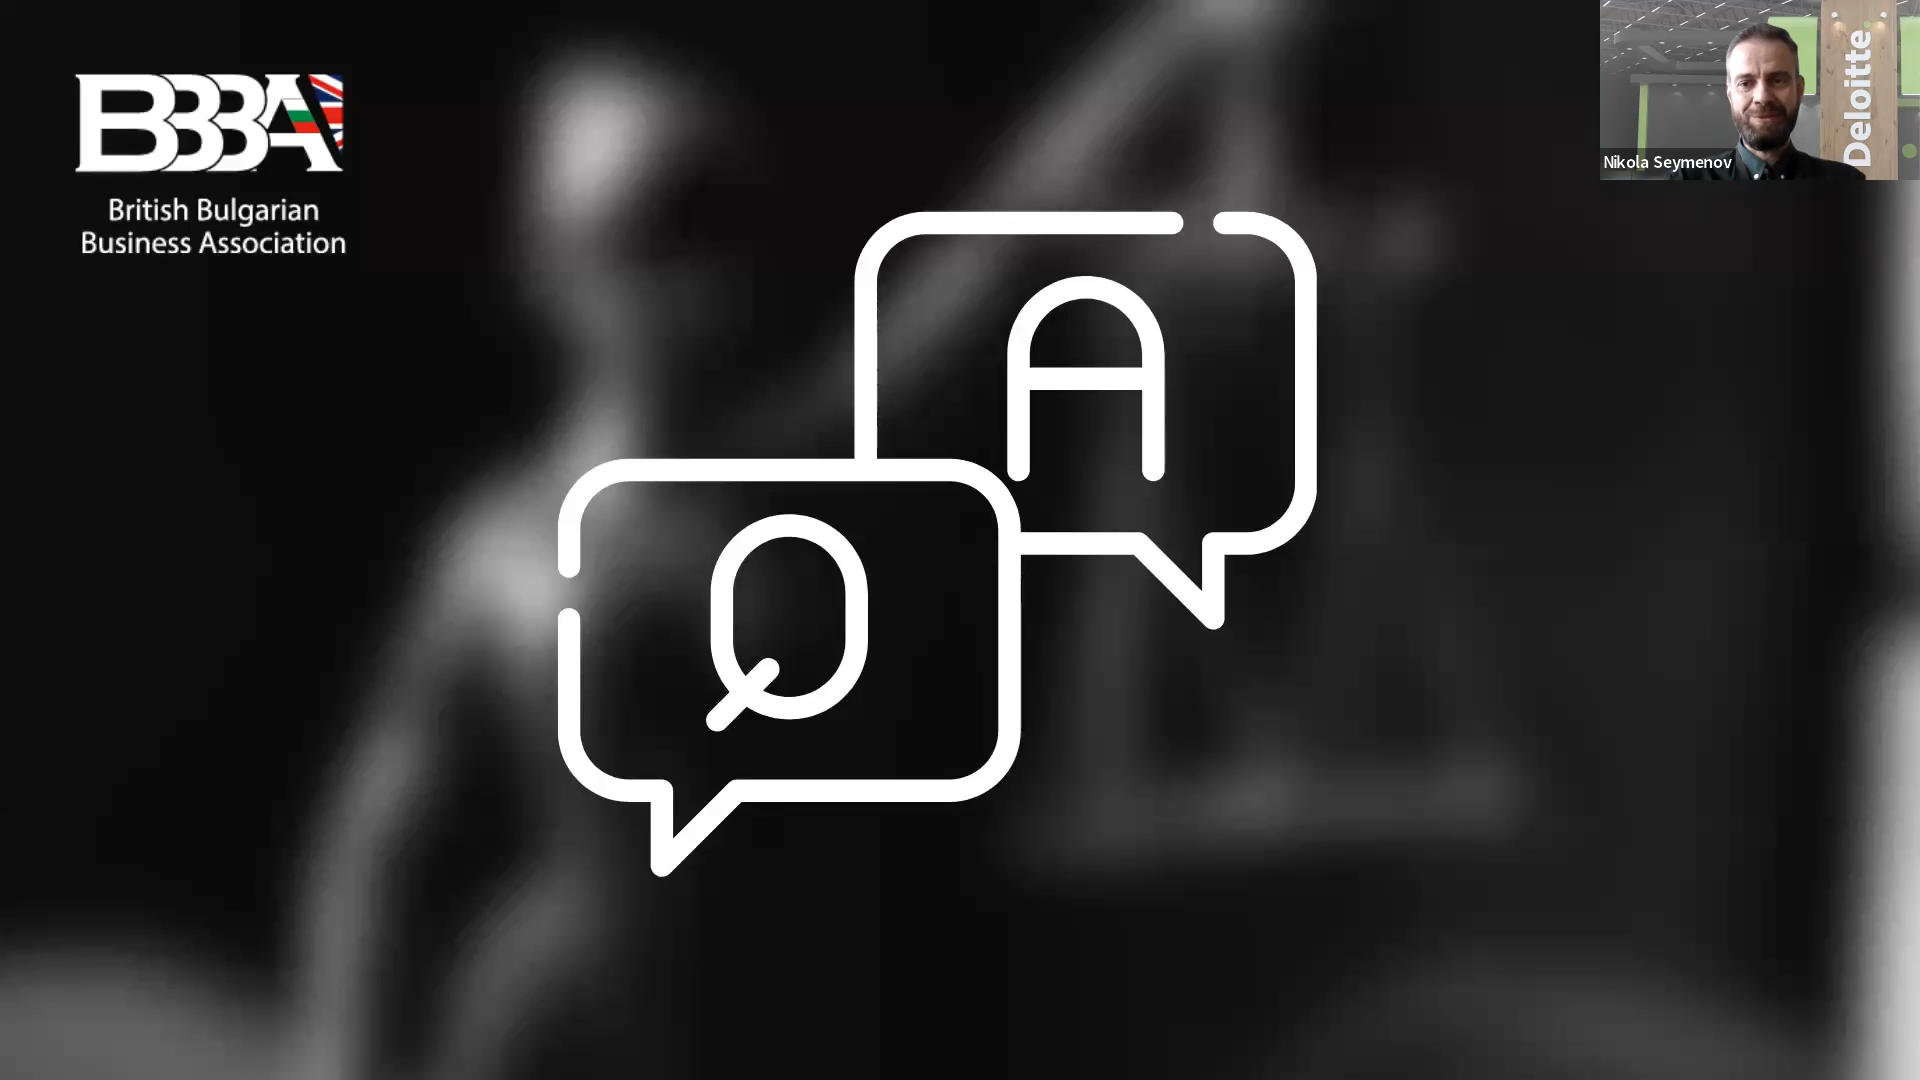 BBBA
British Bulgarian
Business Association
Deloitte.
Nikola Seymenov
A
Q